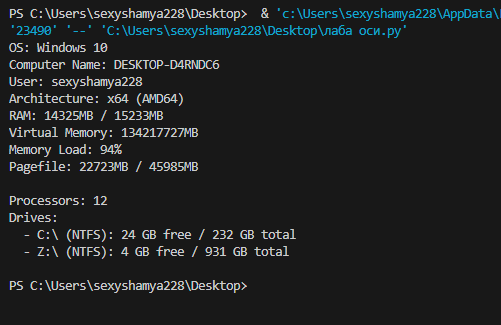 PS C:\Users\sexyshamya228\Desktop>  & 'c:\Users\sexyshamya228\AppData\
'23490' '--' 'C:\Users\sexyshamya228\Desktop\лаба оси.py'
OS: Windows 10
Computer Name: DESKTOP-D4RNDC6
User: sexyshamya228
Architecture: x64 (AMD64)
RAM: 14325MB / 15233MB
Virtual Memory: 134217727MB
Memory Load: 94%
Pagefile: 22723MB / 45985MB
Processors: 12
Drives:
  - C:\ (NTFS): 24 GB free / 232 GB total
  - Z:\ (NTFS): 4 GB free / 931 GB total
PS C:\Users\sexyshamya228\Desktop>